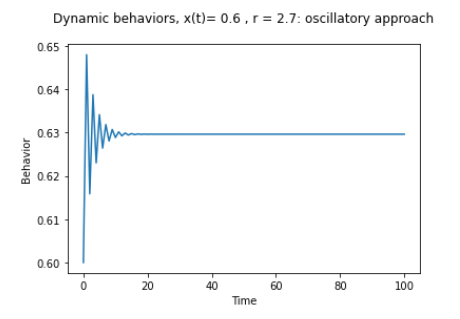 Dynamic behaviors, x(t)= 0.6 , r = 2.7: oscillatory approach
0.65
0.64
0.63
0.62
0.61
0.60
Behavior
0 20 40 60 80 100
Time